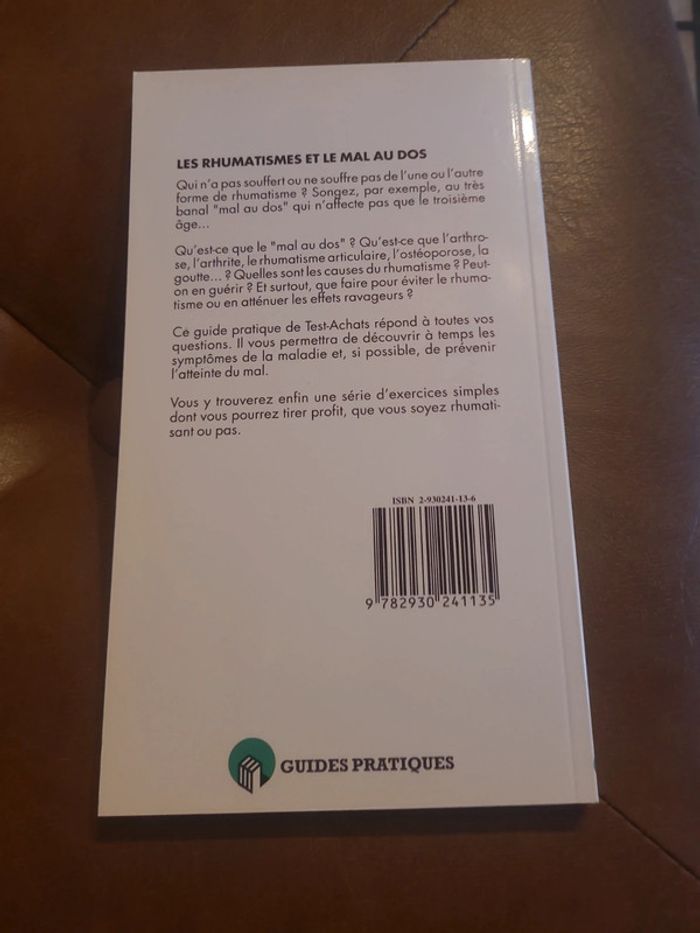 LES RHUMATISMES ET LE MAL AU DOS
Qui n'a pas souffert ou ne souffre pas de l'une ou l'autre
forme de rhumatisme ? Songez, par exemple, au très
banal "mal au dos" qui n'affecte pas que le troisième
âge...
Qu'est-ce que le "mal au dos" ? Qu'est-ce que l'arthro-
se, l'arthrite, le rhumatisme articulaire, l'ostéoporose, la
goutte... ? Quelles sont les causes du rhumatisme ? Peut-
on en guérir ? Et surtout, que faire pour éviter le rhuma-
tisme ou en atténuer les effets ravageurs ?
Ce guide pratique de Test-Achats répond à toutes vos
questions. Il vous permettra de découvrir à temps les
symptômes de la maladie et, si possible, de prévenir
l'atteinte du mal.
Vous y trouverez enfin une série d'exercices simples
dont vous pourrez tirer profit, que vous soyez rhumati-
sant ou pas.
ISBN 2-930241-13-6
9 782930 241135
GUIDES PRATIQUES